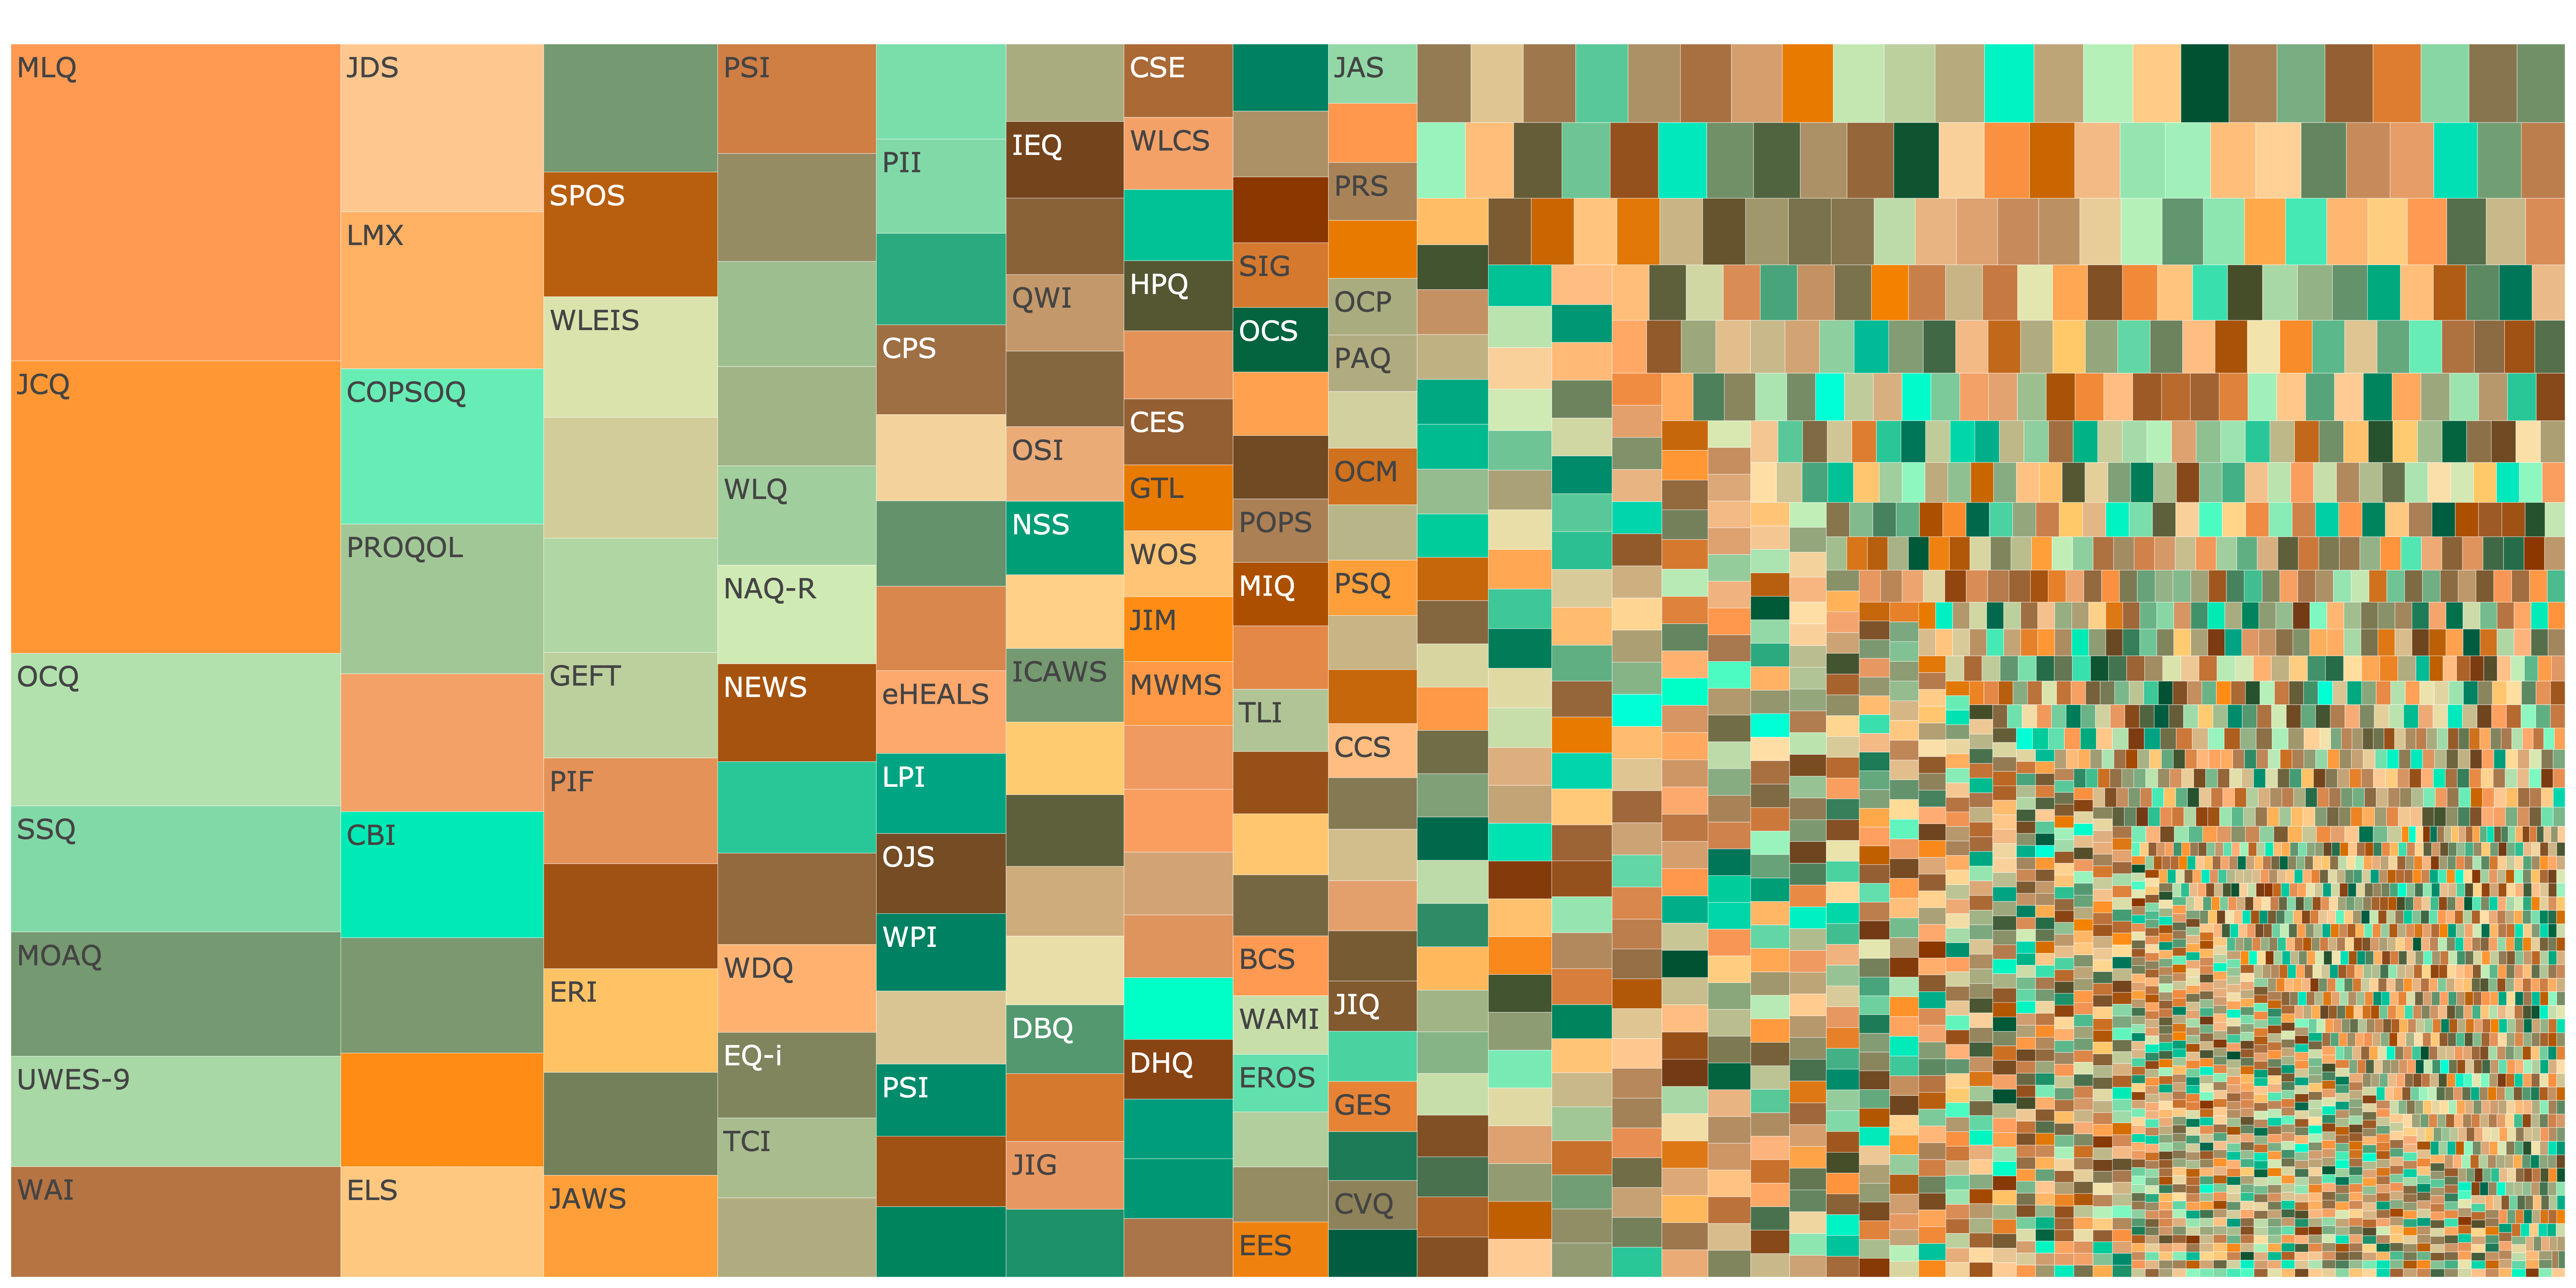 MLQ
JCQ
OCQ
SSQ
MOAQ
UWES-9
WAI
JDS
LMX
COPSOQ
PROQOL
CBI
ELS
SPOS
WLEIS
GEFT
PIF
ERI
JAWS
PSI
WLQ
NAQ-R
NEWS
WDQ
EQ-i
TCI
PII
CPS
eHEALS
LPI
OJS
WPI
PSI
IEQ
QWI
OSI
NSS
ICAWS
DBQ
JIG
CSE
WLCS
HPQ
CES
GTL
WOS
JIM
MWMS
DHQ
SIG
OCS
POPS
MIQ
TLI
BCS
WAMI
EROS
EES
JAS
PRS
OCP
PAQ
OCM
PSQ
CCS
JIQ
GES
CVQ